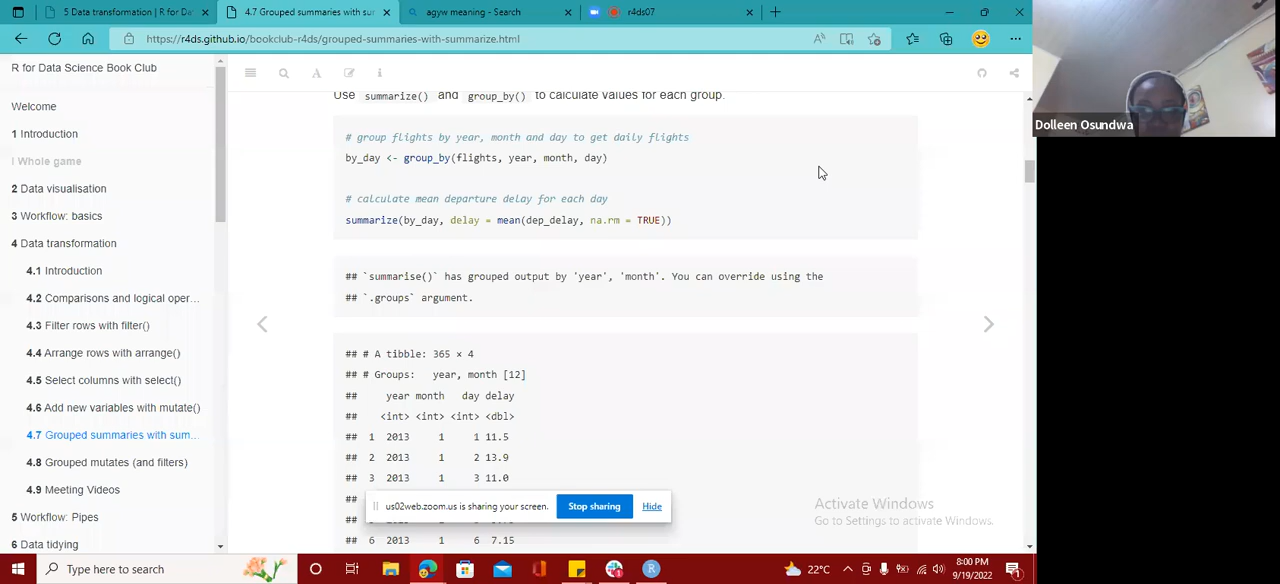 5 Data transformation | R for Da
4.7 Grouped summaries with su
agyw meaning - Search
r4ds07
https://r4ds.github.io/bookclub-r4ds/grouped-summaries-with-summarize.html
R for Data Science Book Club
Welcome
1 Introduction
I Whole game
2 Data visualisation
3 Workflow: basics
4 Data transformation
4.1 Introduction
4.2 Comparisons and logical oper...
4.3 Filter rows with filter()
4.4 Arrange rows with arrange()
4.5 Select columns with select()
4.6 Add new variables with mutate()
4.7 Grouped summaries with sum...
4.8 Grouped mutates (and filters)
4.9 Meeting Videos
5 Workflow: Pipes
6 Data tidying
Use summarize() and group_by() to calculate values for each group.
# group flights by year, month and day to get daily flights
by_day <- group_by(flights, year, month, day)
# calculate mean departure delay for each day
summarize(by_day, delay = mean(dep_delay, na.rm = TRUE))
## `summarise()` has grouped output by 'year', 'month'. You can override using the
## `.groups` argument.
## # A tibble: 365 × 4
## # Groups: year, month [12]
## year month day delay
## <int> <int> <int> <dbl>
## 1 2013 1 1 11.5
## 2 2013 1 2 13.9
## 3 2013 1 3 11.0
##
## 6 2013 1 6 7.15
us02web.zoom.us is sharing your screen.
Stop sharing
Hide
Dolleen Osundwa
Activate Windows
Go to Settings to activate Windows.
Type here to search
22°C
8:00 PM
9/19/2022